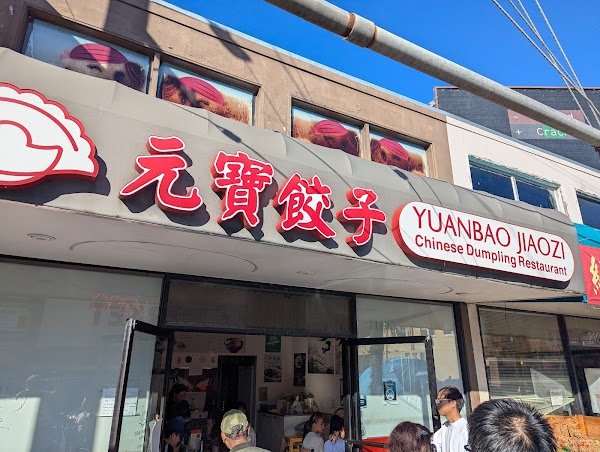 元寶餃子
YUANBAO JIAOZI
Chinese Dumpling Restaurant